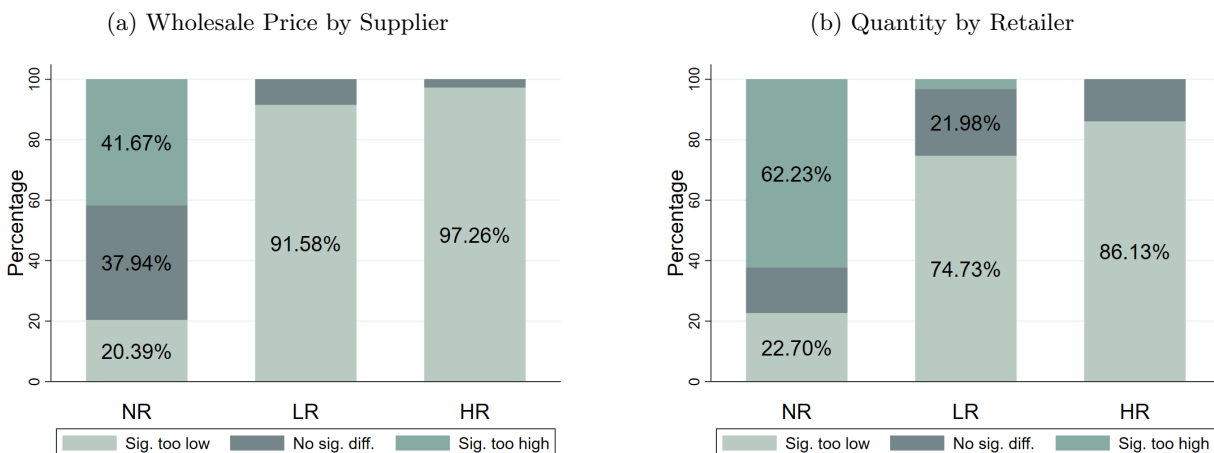 (a) Wholesale Price by Supplier
Percentage
100
80
60
40
20
0
41.67%
37.94%
20.39%
91.58%
97.26%
NR LR HR
Sig. too low No sig. diff. Sig. too high
(b) Quantity by Retailer
Percentage
100
80
60
40
20
0
62.23%
22.70%
21.98%
74.73%
86.13%
NR LR HR
Sig. too low No sig. diff. Sig. too high